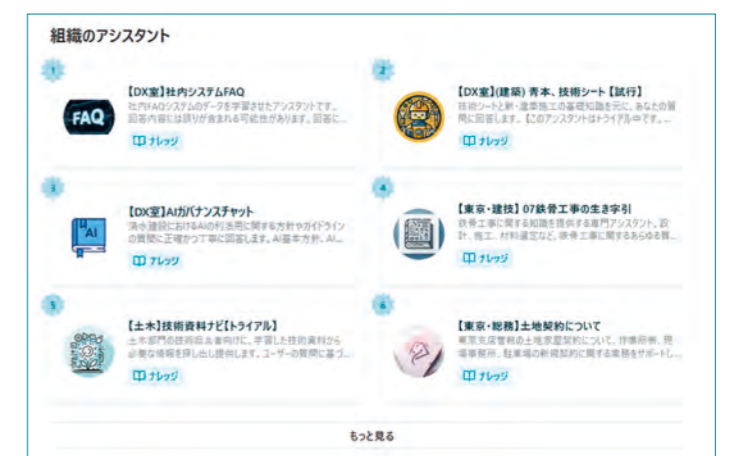 組織のアシスタント
1
【DX室】社内システムFAQ
社内FAQシステムのデータを学習させたアシスタントです。
回答内容には誤りが含まれる可能性があります。回答に...
FAQ
ナレッジ
2
【DX室】(建築) 青本、技術シート【試行】
技術シートと新・建築施工の基礎知識を元に、あなたの質
問に回答します。【このアシスタントはトライアル中です。...
ナレッジ
3
【DX室】AIガバナンスチャット
清水建設におけるAIの利活用に関する方針やガイドライン
の質問に正確かつ丁寧に回答します。AI基本方針、AI...
AI
ナレッジ
4
【東京・建技】07鉄骨工事の生き字引
鉄骨工事に関する知識を提供する専門アシスタント。設
計、施工、材料選定など、鉄骨工事に関するあらゆる質...
ナレッジ
5
【土木】技術資料ナビ【トライアル】
土木部門の技術担当者向けに、学習した技術資料から
必要な情報を探し出し提供します。ユーザーの質問に基づ...
ナレッジ
6
【東京・総務】土地契約について
東京支店管轄の土地家屋契約について、作業所寮、現
場事務所、駐車場の新規契約に関する業務をサポートし...
ナレッジ
もっと見る